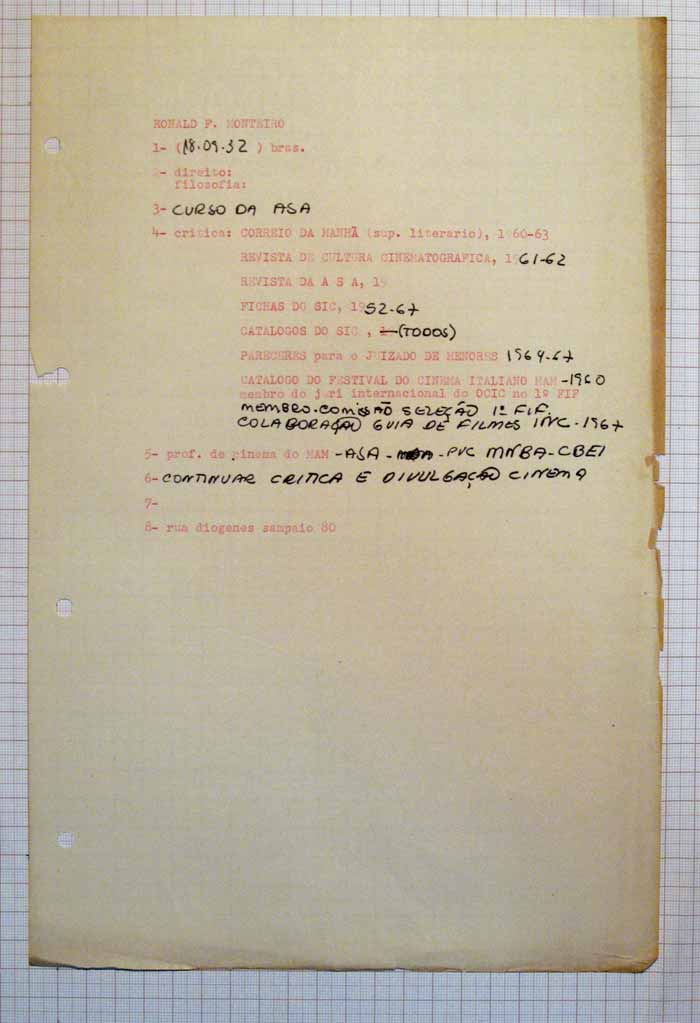 RONALD F. MONTEIRO
1- (18.09.32 ) bras.
2- direito:
filosofia:
3- CURSO DA ASA
4- critica: CORREIO DA MANHÃ (sup. literario), 1960-63
REVISTA DE CULTURA CINEMATOGRAFICA, 1961-62
REVISTA DA A S A, 19
FICHAS DO SIC, 1952-67
CATALOGOS DO SIC , (TODOS)
PARECERES para o JUIZADO DE MENORES 1964-67
CATALOGO DO FESTIVAL DO CINEMA ITALIANO MAM -1960
membro do juri internacional do OCIC no 1º FIF
MEMBRO-COMISSÃO SELEÇÃO 1º FIF.
COLABORAÇÃO GUIA DE FILMES INC - 1967
5- prof. de cinema do MAM -ASA - -PUC MNBA-CBEI
6- CONTINUAR CRITICA E DIVULGAÇÃO CINEMA
7-
8- rua diogenes sampaio 80